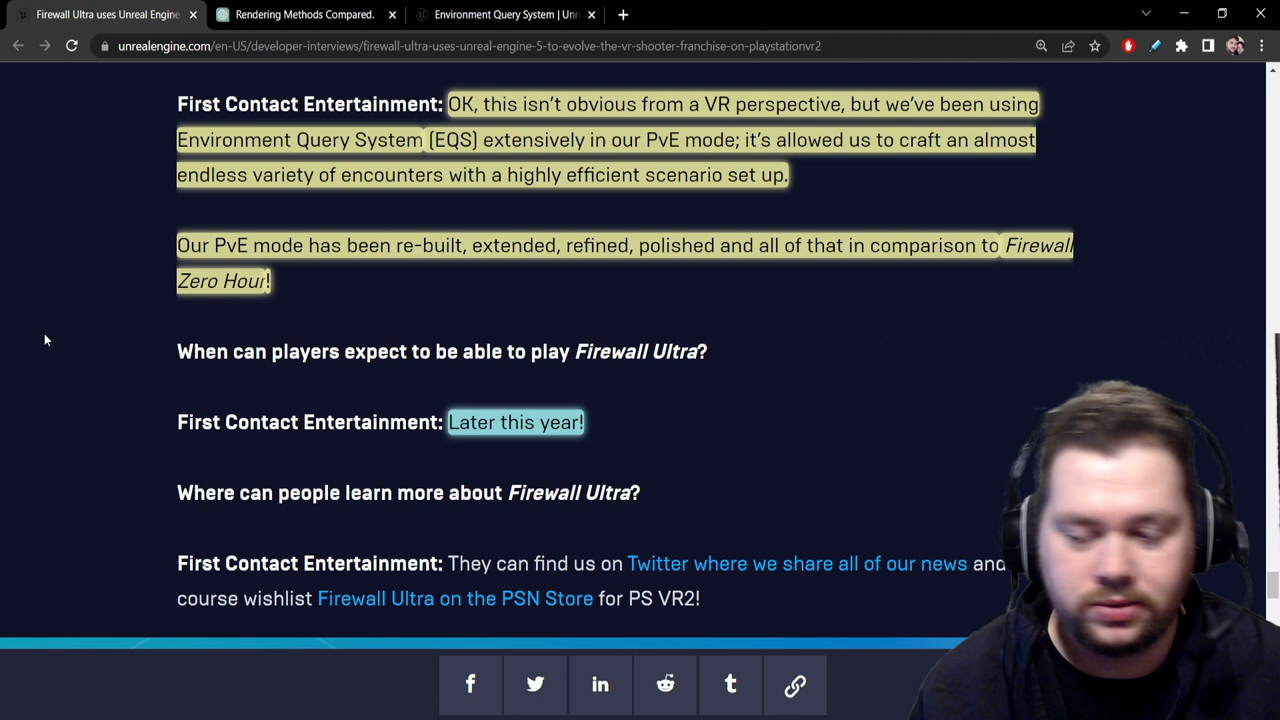 Firewall Ultra uses Unreal Engine
Rendering Methods Compared.
Environment Query System | Unr
unrealengine.com/en-US/developer-interviews/firewall-ultra-uses-unreal-engine-5-to-evolve-the-vr-shooter-franchise-on-playstationvr2
First Contact Entertainment: OK, this isn’t obvious from a VR perspective, but we’ve been using
Environment Query System (EQS) extensively in our PvE mode; it’s allowed us to craft an almost
endless variety of encounters with a highly efficient scenario set up.
Our PvE mode has been re-built, extended, refined, polished and all of that in comparison to Firewall
Zero Hour!
When can players expect to be able to play Firewall Ultra?
First Contact Entertainment: Later this year!
Where can people learn more about Firewall Ultra?
First Contact Entertainment: They can find us on Twitter where we share all of our news and
course wishlist Firewall Ultra on the PSN Store for PS VR2!